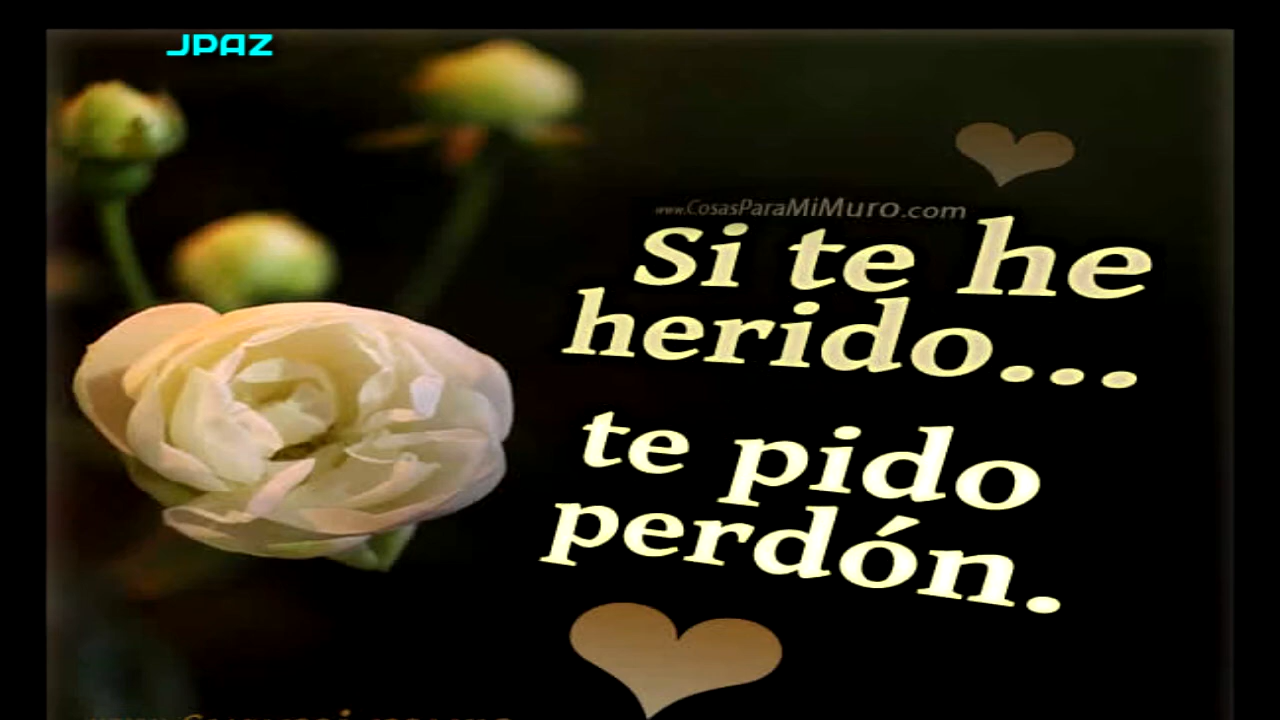 JPAZ
www.CosasParaMiMuro.com
Si te he
herido...
te pido
perdón.